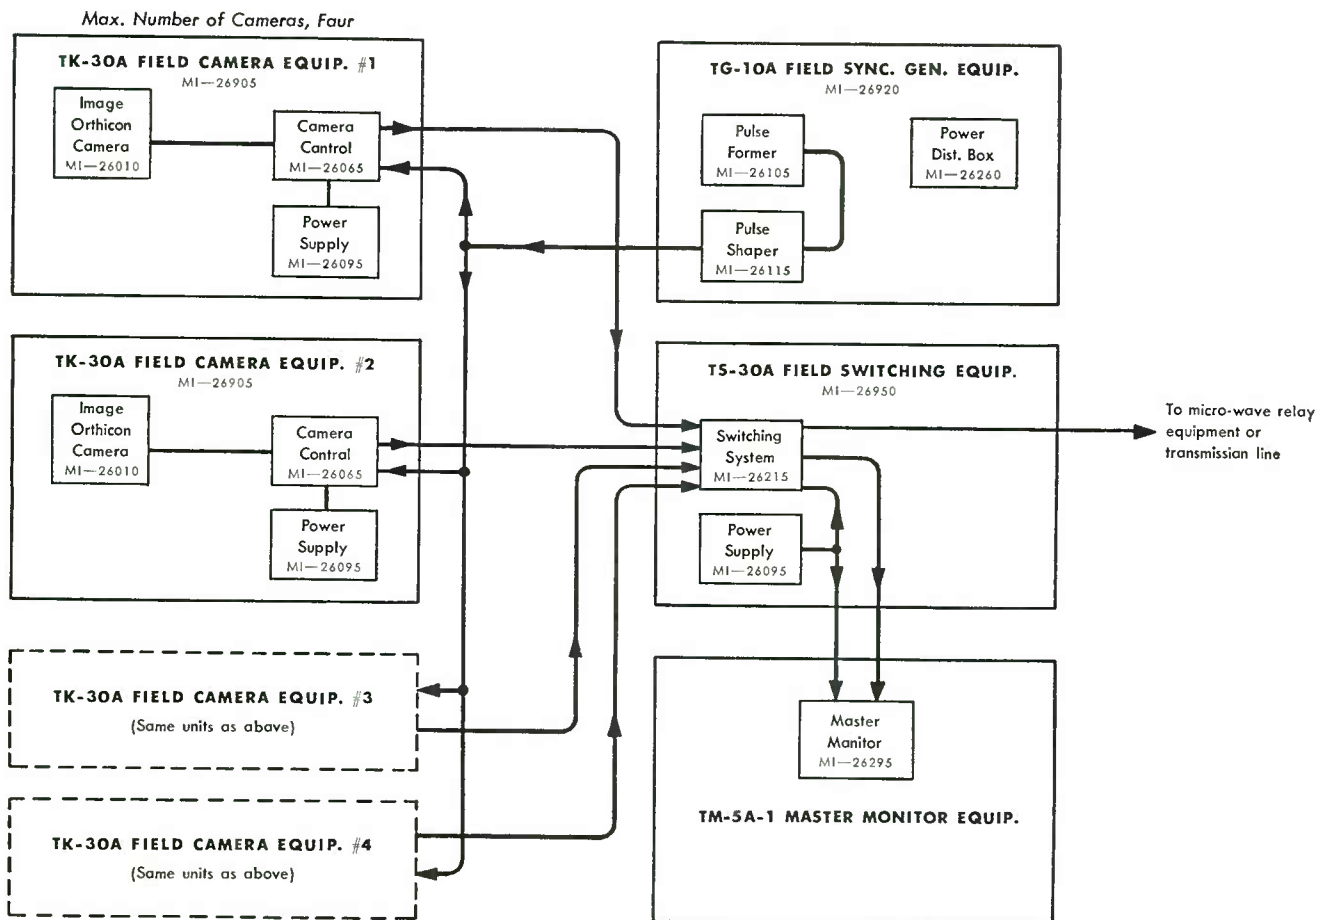 Max. Number of Cameras, Faur
TK-30A FIELD CAMERA EQUIP. #1
MI—26905
Image
Orthicon
Camera
MI—26010
Camera
Cantrol
MI—26065
Power
Supply
MI—26095
TG-10A FIELD SYNC. GEN. EQUIP.
MI—26920
Pulse
Former
MI—26105
Power
Dist. Box
MI—26260
Pulse
Shaper
MI—26115
TK-30A FIELD CAMERA EQUIP. #2
MI—26905
Image
Orthicon
Camera
MI—26010
Camera
Cantral
MI—26065
Power
Supply
MI—26095
TS-30A FIELD SWITCHING EQUIP.
MI—26950
Switching
System
MI—26215
Power
Supply
MI—26095
To micro-wave relay
equipment or
transmissian line
TK-30A FIELD CAMERA EQUIP. #3
(Same units as above)
TK-30A FIELD CAMERA EQUIP. #4
(Same units as above)
Master
Manitor
MI—26295
TM-5A-1 MASTER MONITOR EQUIP.